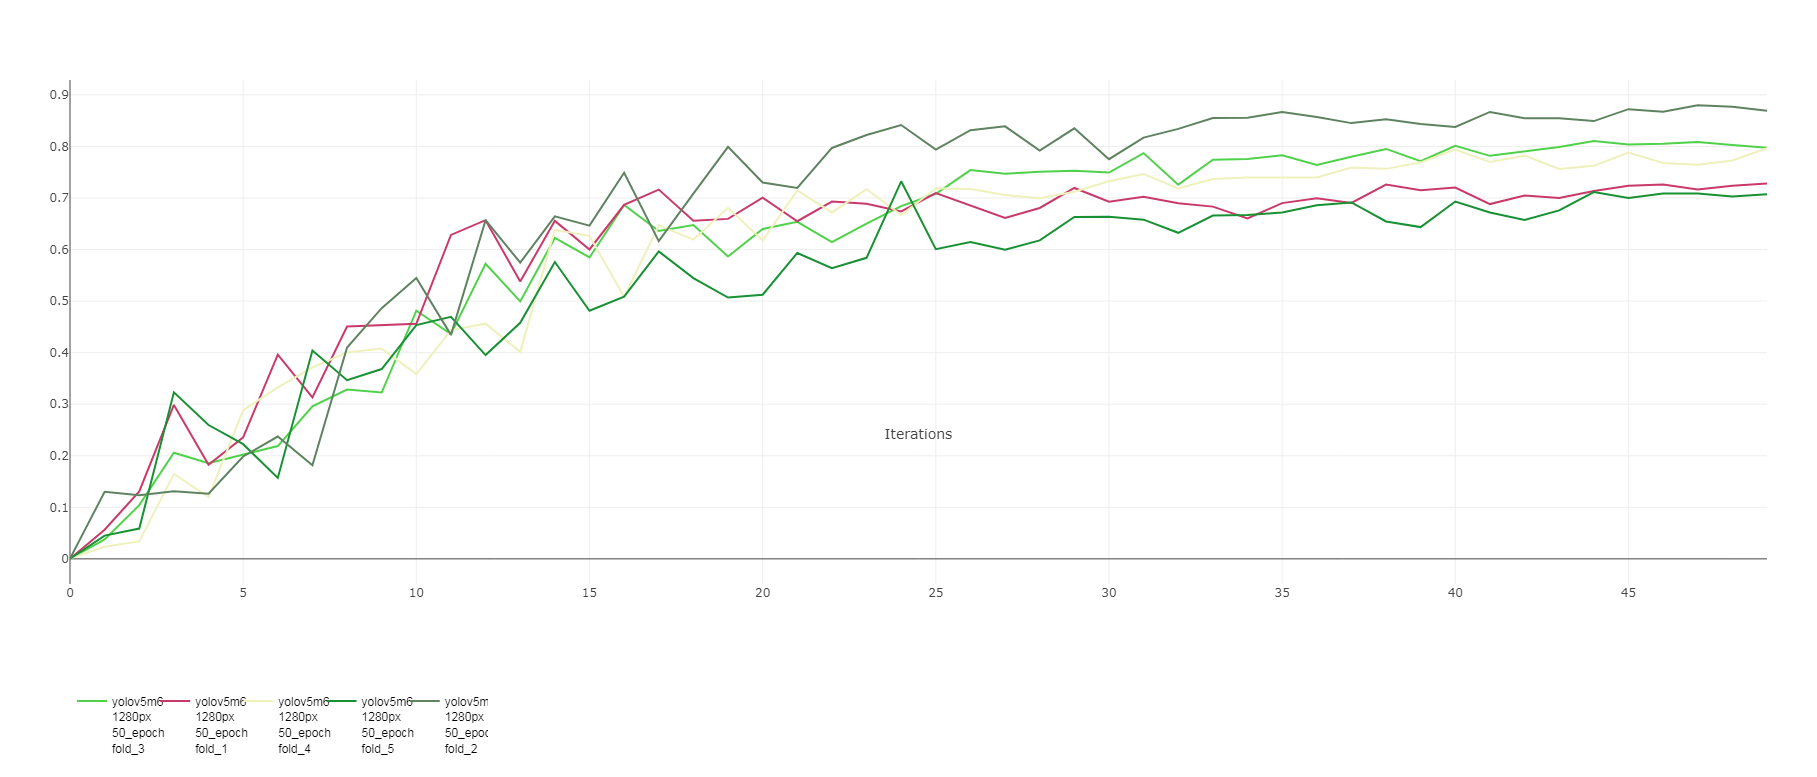 0.9
0.8
0.7
0.6
0.5
0.4
0.3
0.2
0.1
0
Iterations
0 5 10 15 20 25 30 35 40 45
yolov5m6 yolov5m6 yolov5m6 yolov5m6 yolov5m
1280px 1280px 1280px 1280px 1280px
50_epoch 50_epoch 50_epoch 50_epoch 50_epoc
fold_3 fold_1 fold_4 fold_5 fold_2